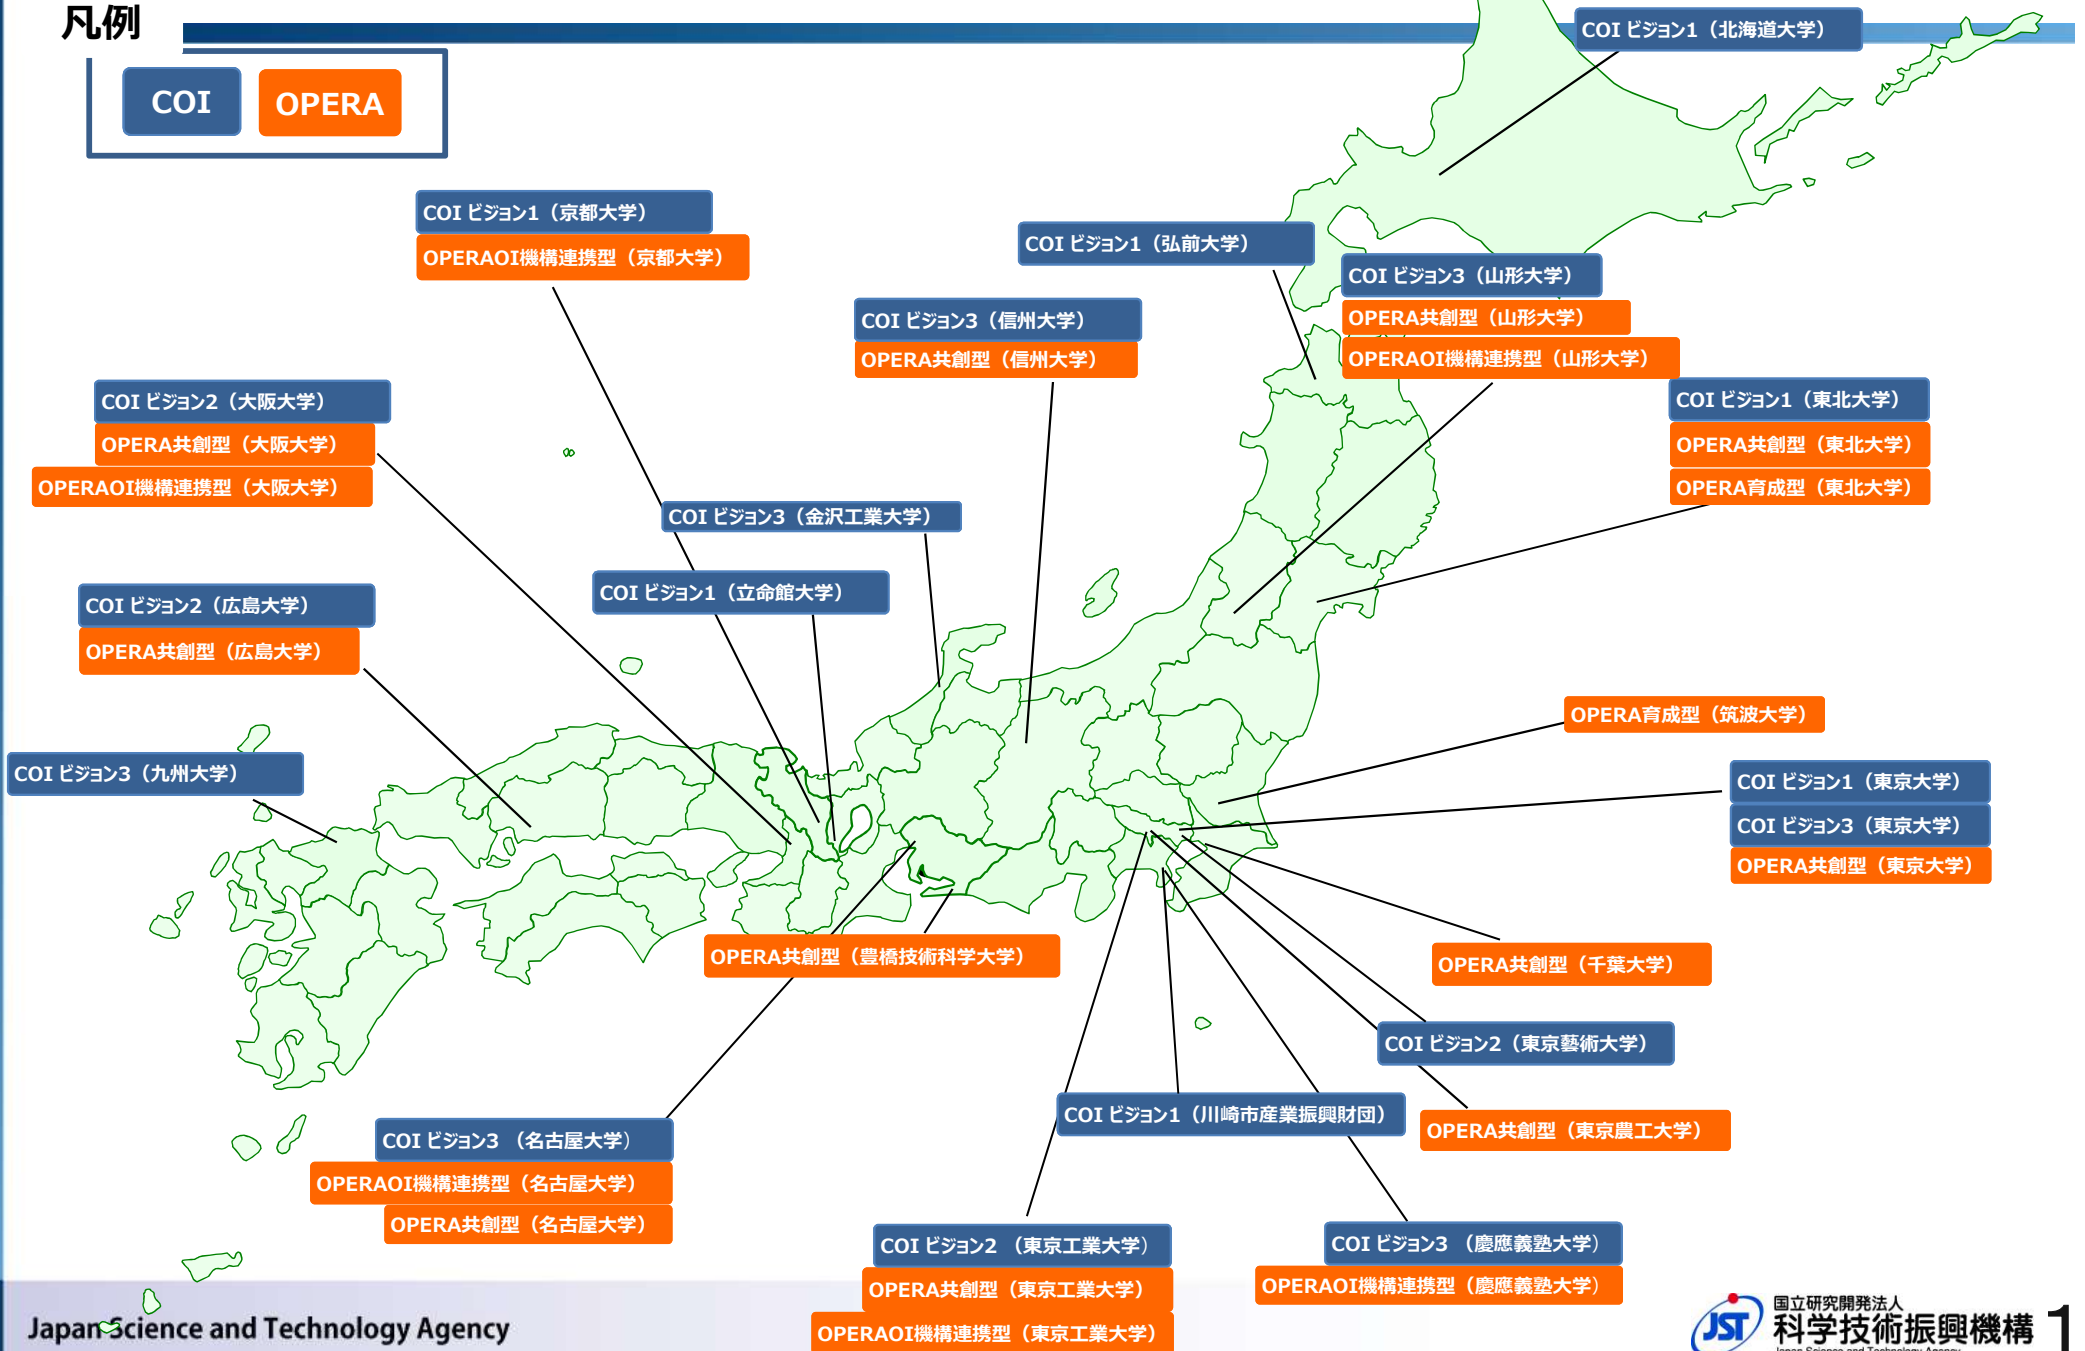 凡例
COI
OPERA
COI ビジョン1（北海道大学）
COI ビジョン1（京都大学）
OPERAOI機構連携型（京都大学）
COI ビジョン1（弘前大学）
COI ビジョン3（山形大学）
OPERA共創型（山形大学）
OPERAOI機構連携型（山形大学）
COI ビジョン3（信州大学）
OPERA共創型（信州大学）
COI ビジョン2（大阪大学）
OPERA共創型（大阪大学）
OPERAOI機構連携型（大阪大学）
COI ビジョン1（東北大学）
OPERA共創型（東北大学）
OPERA育成型（東北大学）
COI ビジョン3（金沢工業大学）
COI ビジョン1（立命館大学）
COI ビジョン2（広島大学）
OPERA共創型（広島大学）
OPERA育成型（筑波大学）
COI ビジョン3（九州大学）
COI ビジョン1（東京大学）
COI ビジョン3（東京大学）
OPERA共創型（東京大学）
OPERA共創型（豊橋技術科学大学）
OPERA共創型（千葉大学）
COI ビジョン2（東京藝術大学）
COI ビジョン1（川崎市産業振興財団）
OPERA共創型（東京農工大学）
COI ビジョン3 （名古屋大学）
OPERAOI機構連携型（名古屋大学）
OPERA共創型（名古屋大学）
COI ビジョン2 （東京工業大学）
OPERA共創型（東京工業大学）
OPERAOI機構連携型（東京工業大学）
COI ビジョン3 （慶應義塾大学）
OPERAOI機構連携型（慶應義塾大学）
Japan Science and Technology Agency
JST
国立研究開発法人
科学技術振興機構
Japan Science and Technology Agency
1